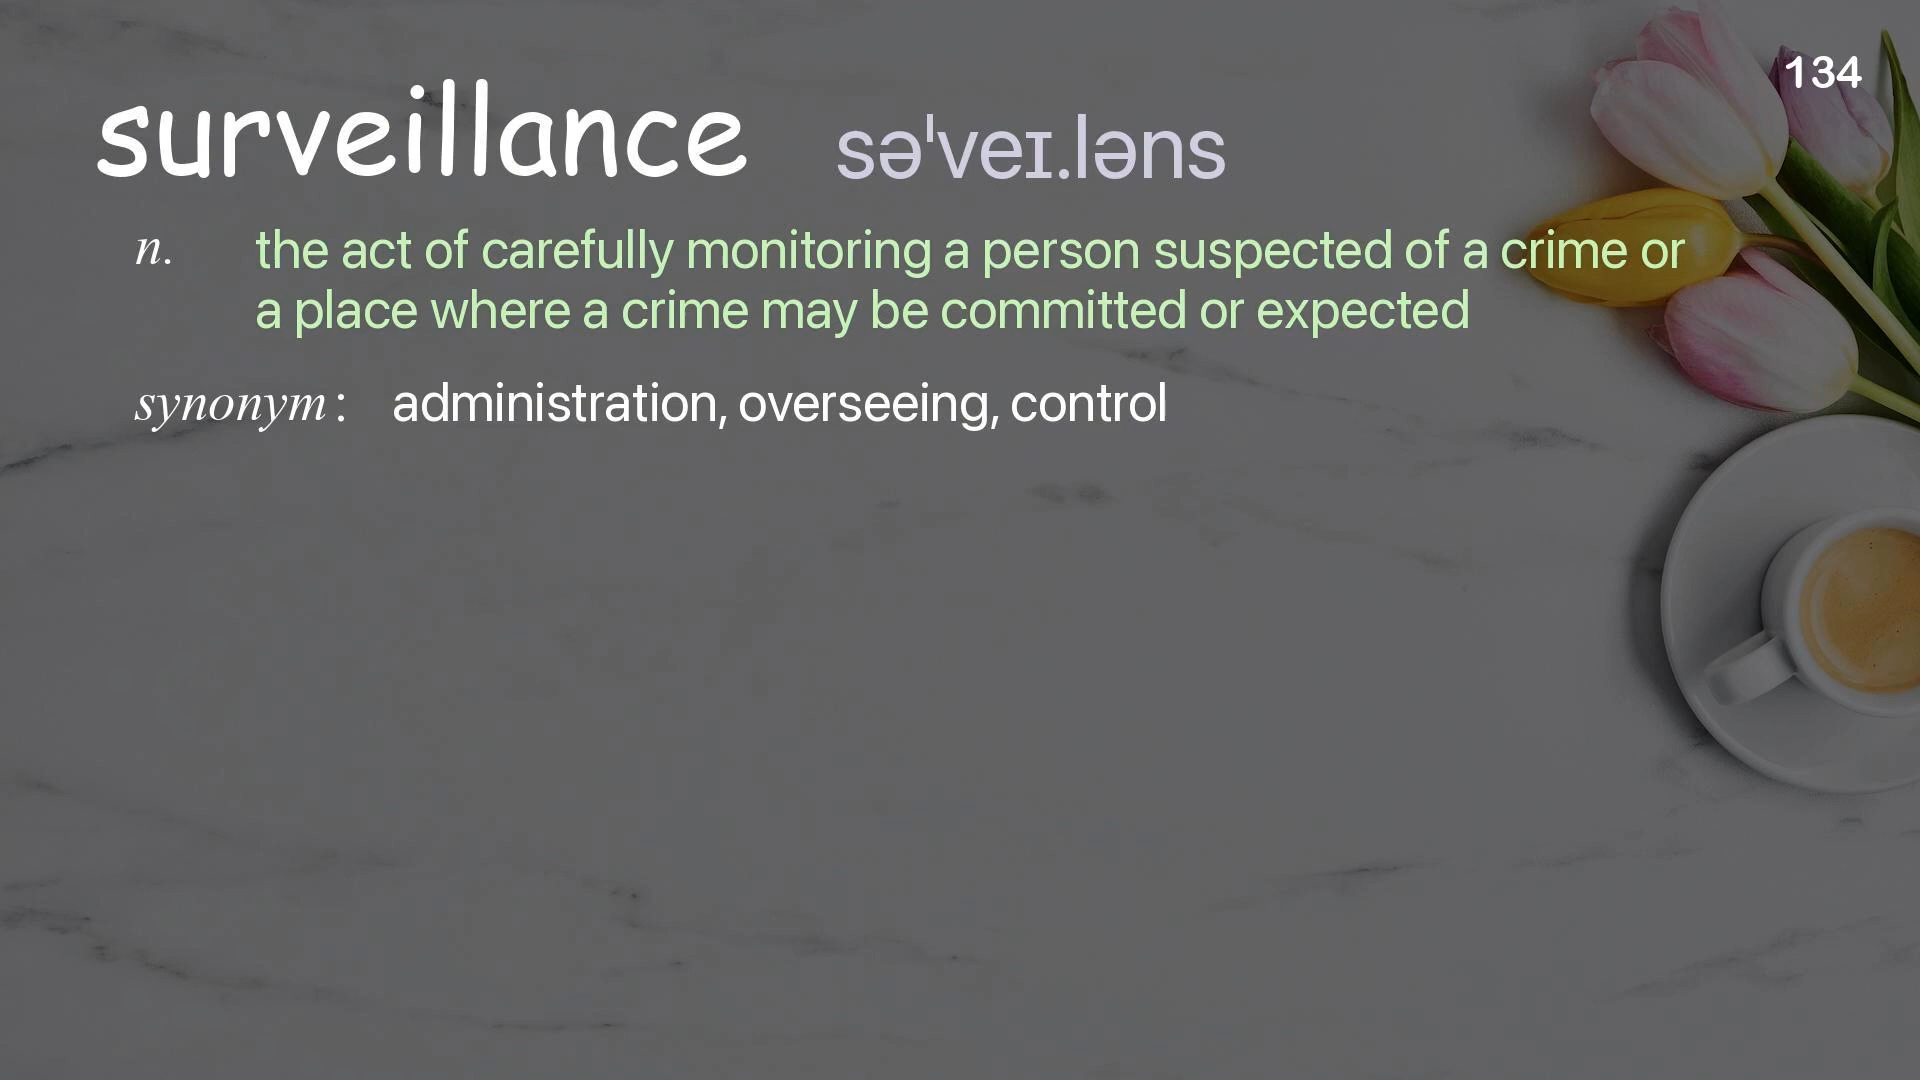 134
surveillance səˈveɪ.ləns
n. the act of carefully monitoring a person suspected of a crime or
a place where a crime may be committed or expected
synonym : administration, overseeing, control